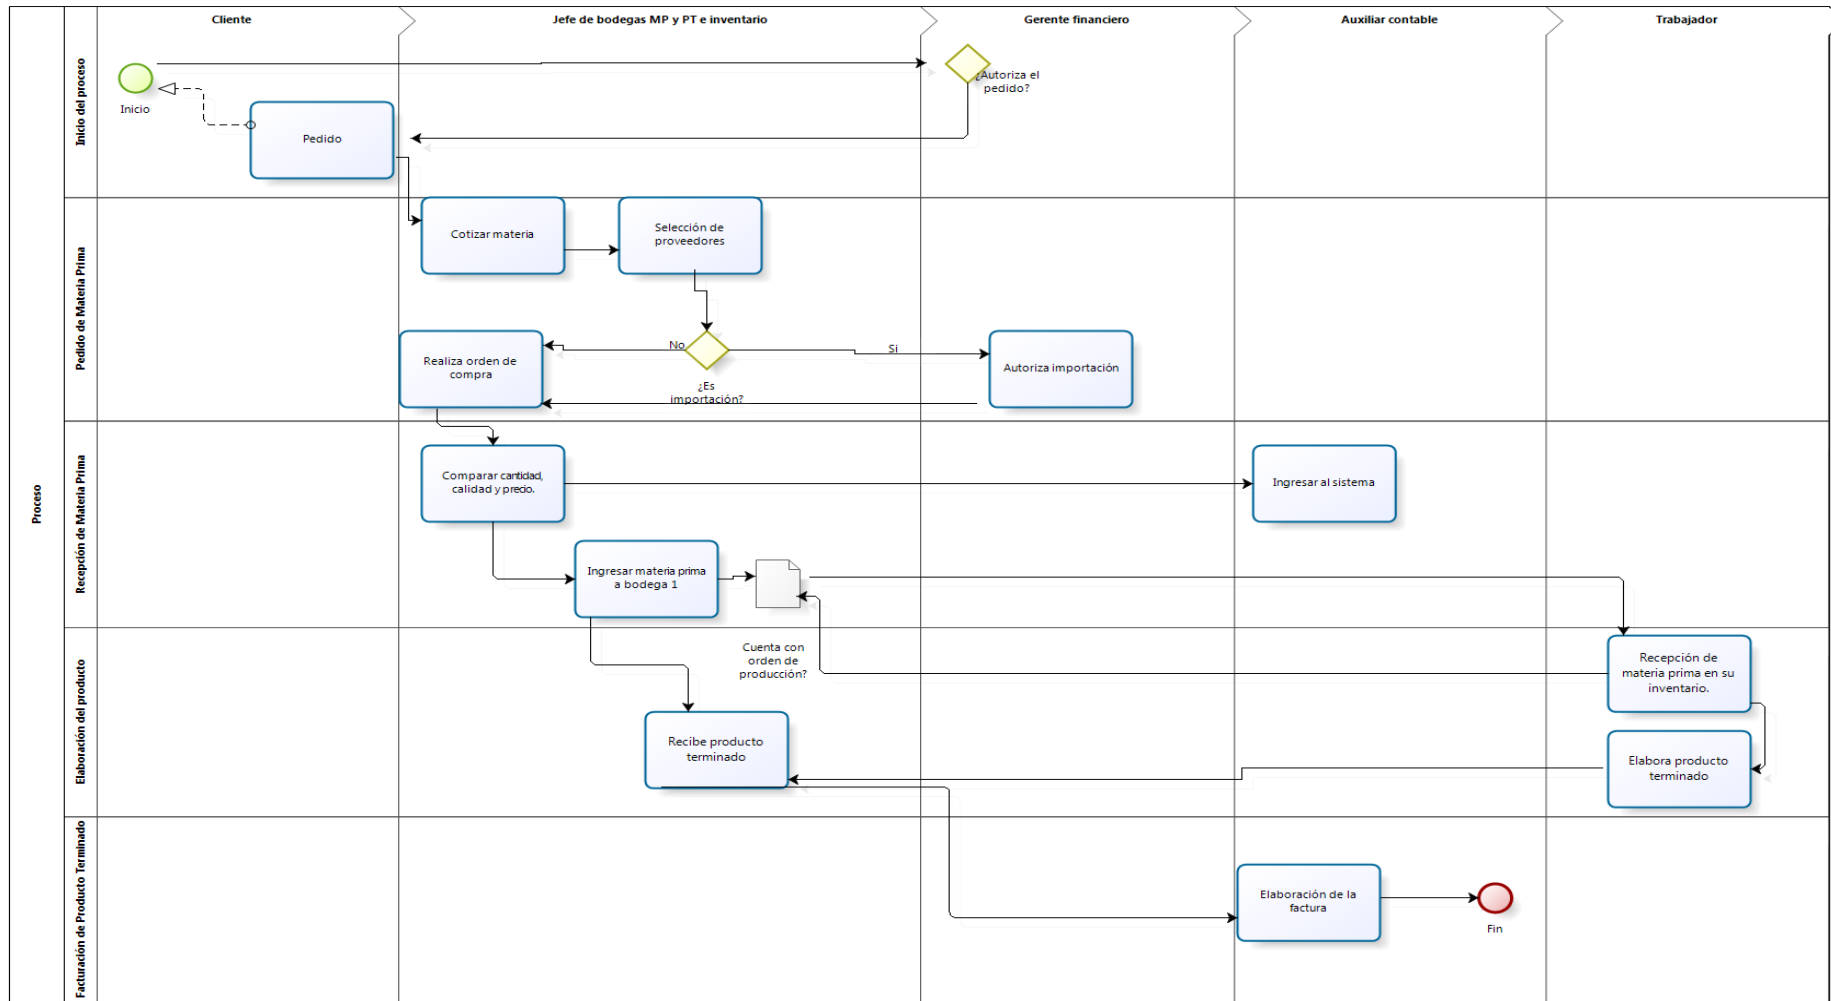 Cliente
Jefe de bodegas MP y PT e inventario
Gerente financiero
Auxiliar contable
Trabajador
Proceso
Inicio del proceso
Inicio
Pedido
¿Autoriza el
pedido?
Pedido de Materia Prima
Cotizar materia
Selección de
proveedores
Realiza orden de
compra
No
¿Es
importación?
Si
Autoriza importación
Recepción de Materia Prima
Comparar cantidad,
calidad y precio.
Ingresar al sistema
Ingresar materia prima
a bodega 1
Elaboración del producto
Cuenta con
orden de
producción?
Recepción de
materia prima en su
inventario.
Recibe producto
terminado
Elabora producto
terminado
Facturación de Producto Terminado
Elaboración de la
factura
Fin